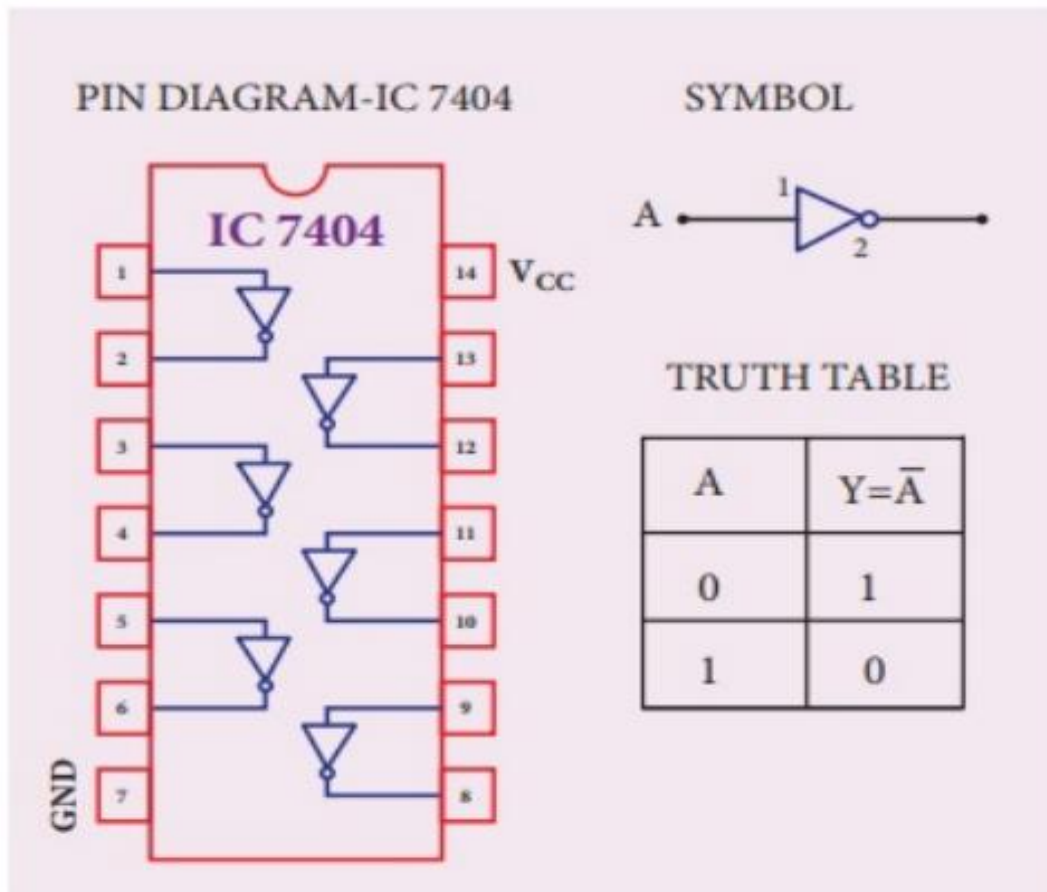 PIN DIAGRAM-IC 7404
SYMBOL
IC 7404
1
2
3
4
5
6
7
GND
14 VCC
13
12
11
10
9
8
A
1
2
TRUTH TABLE
A Y=A̅
0 1
1 0